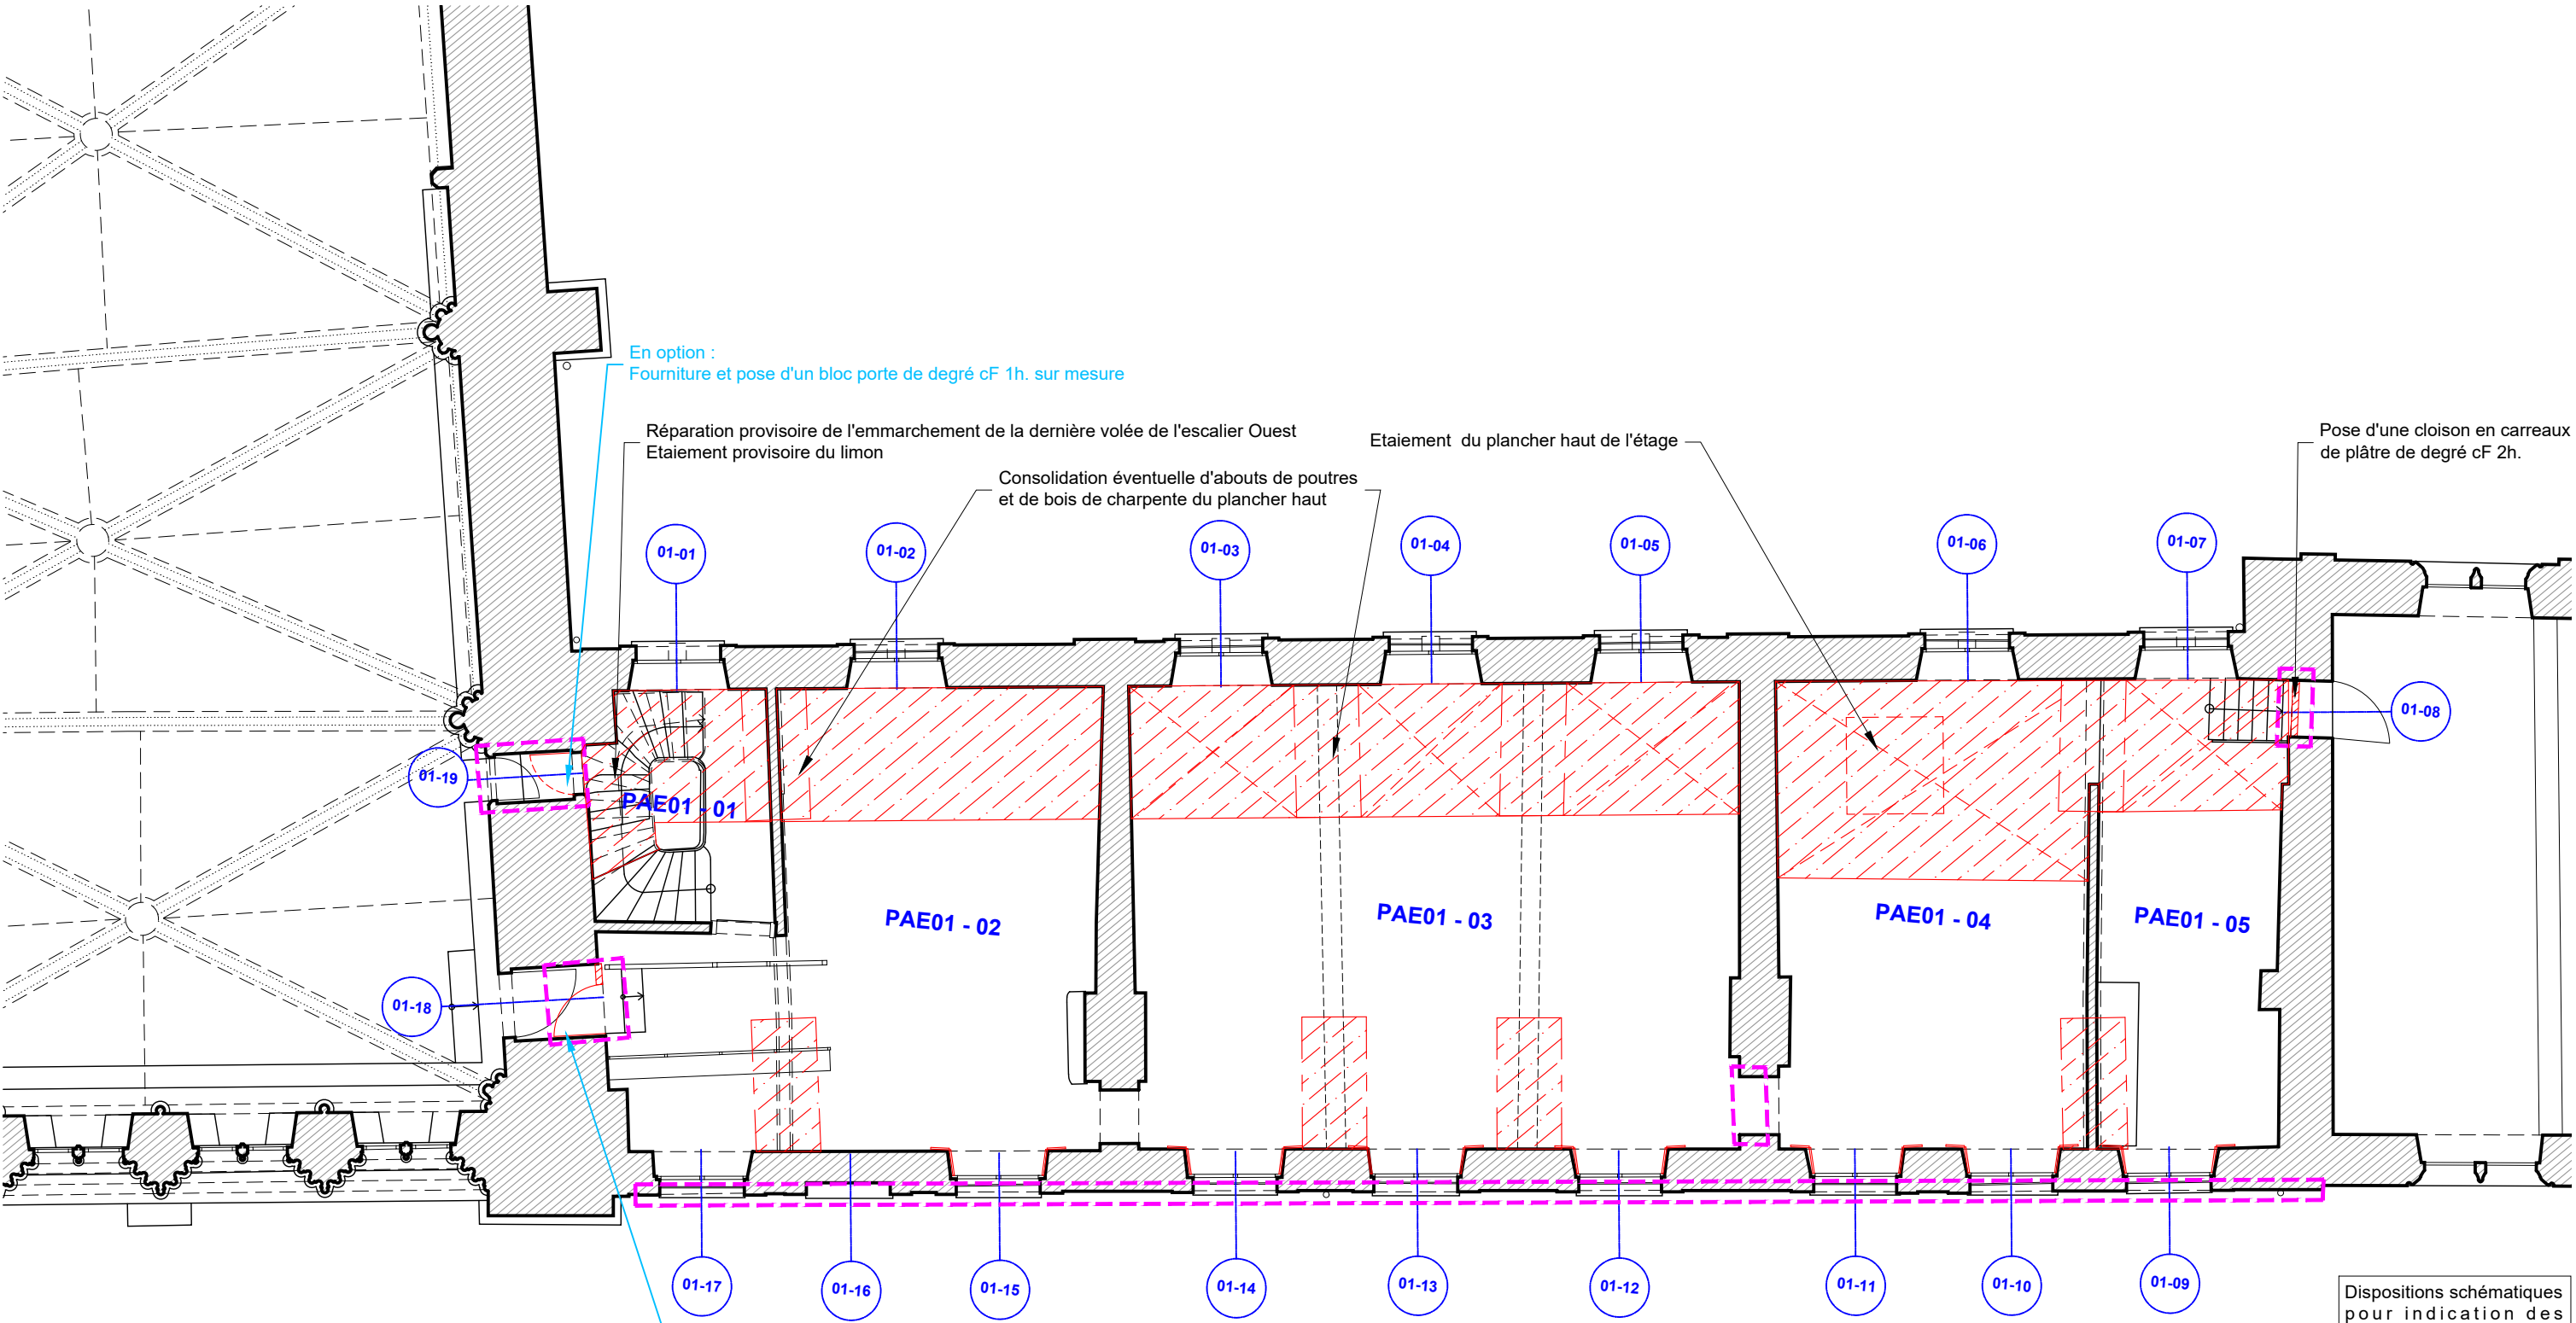 En option :
Fourniture et pose d'un bloc porte de degré cF 1h. sur mesure
Réparation provisoire de l'emmarchement de la dernière volée de l'escalier Ouest
Etaiement provisoire du limon
Consolidation éventuelle d'abouts de poutres
et de bois de charpente du plancher haut
Etaiement du plancher haut de l'étage
Pose d'une cloison en carreaux
de plâtre de degré cF 2h.
01-01
01-02
01-03
01-04
01-05
01-06
01-07
01-08
01-19
PAE01 - 01
PAE01 - 02
PAE01 - 03
PAE01 - 04
PAE01 - 05
01-18
01-17
01-16
01-15
01-14
01-13
01-12
01-11
01-10
01-09
Dispositions schématiques
pour indication des